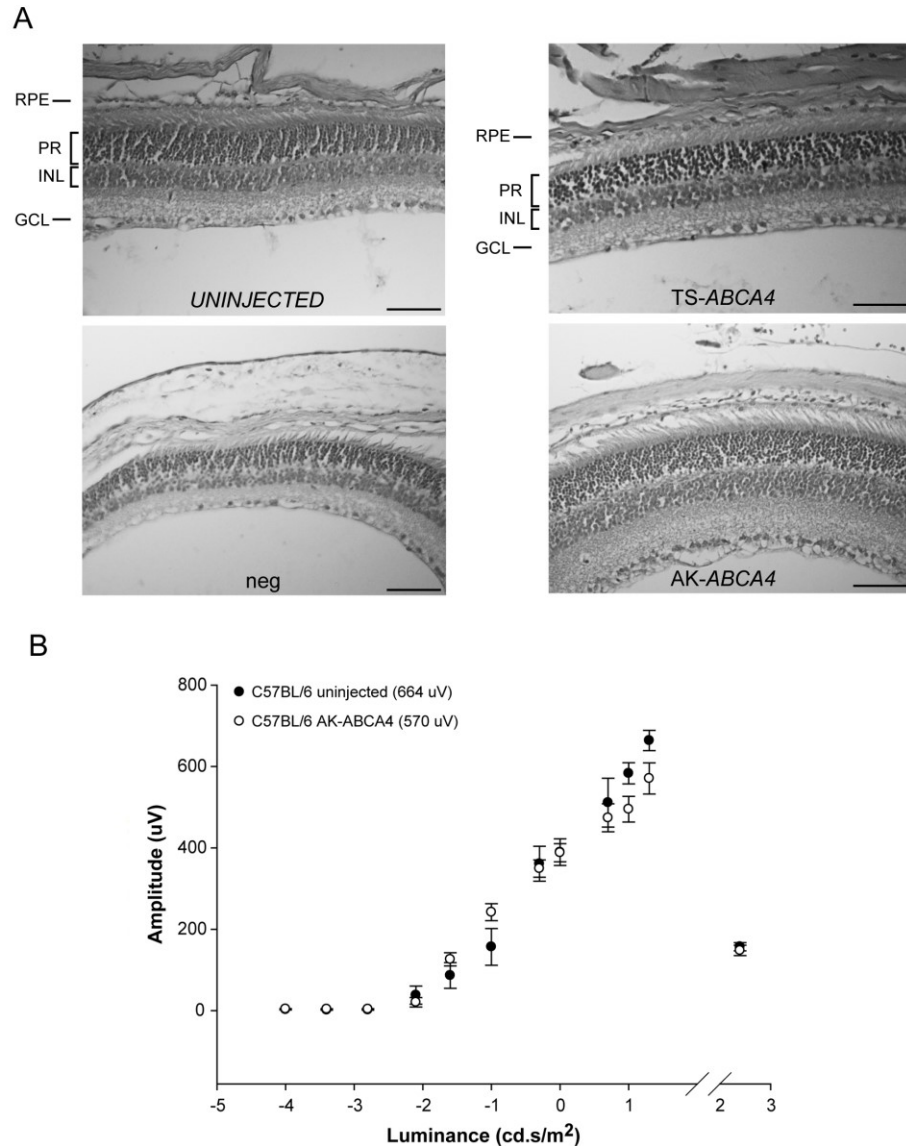 A
RPE
PR
INL
GCL
UNINJECTED
RPE
PR
INL
GCL
TS-ABCA4
neg
AK-ABCA4
B
800
600
400
200
0
Amplitude (uV)
C57BL/6 uninjected (664 uV)
C57BL/6 AK-ABCA4 (570 uV)
-5 -4 -3 -2 -1 0 1 2 3
Luminance (cd.s/m²)